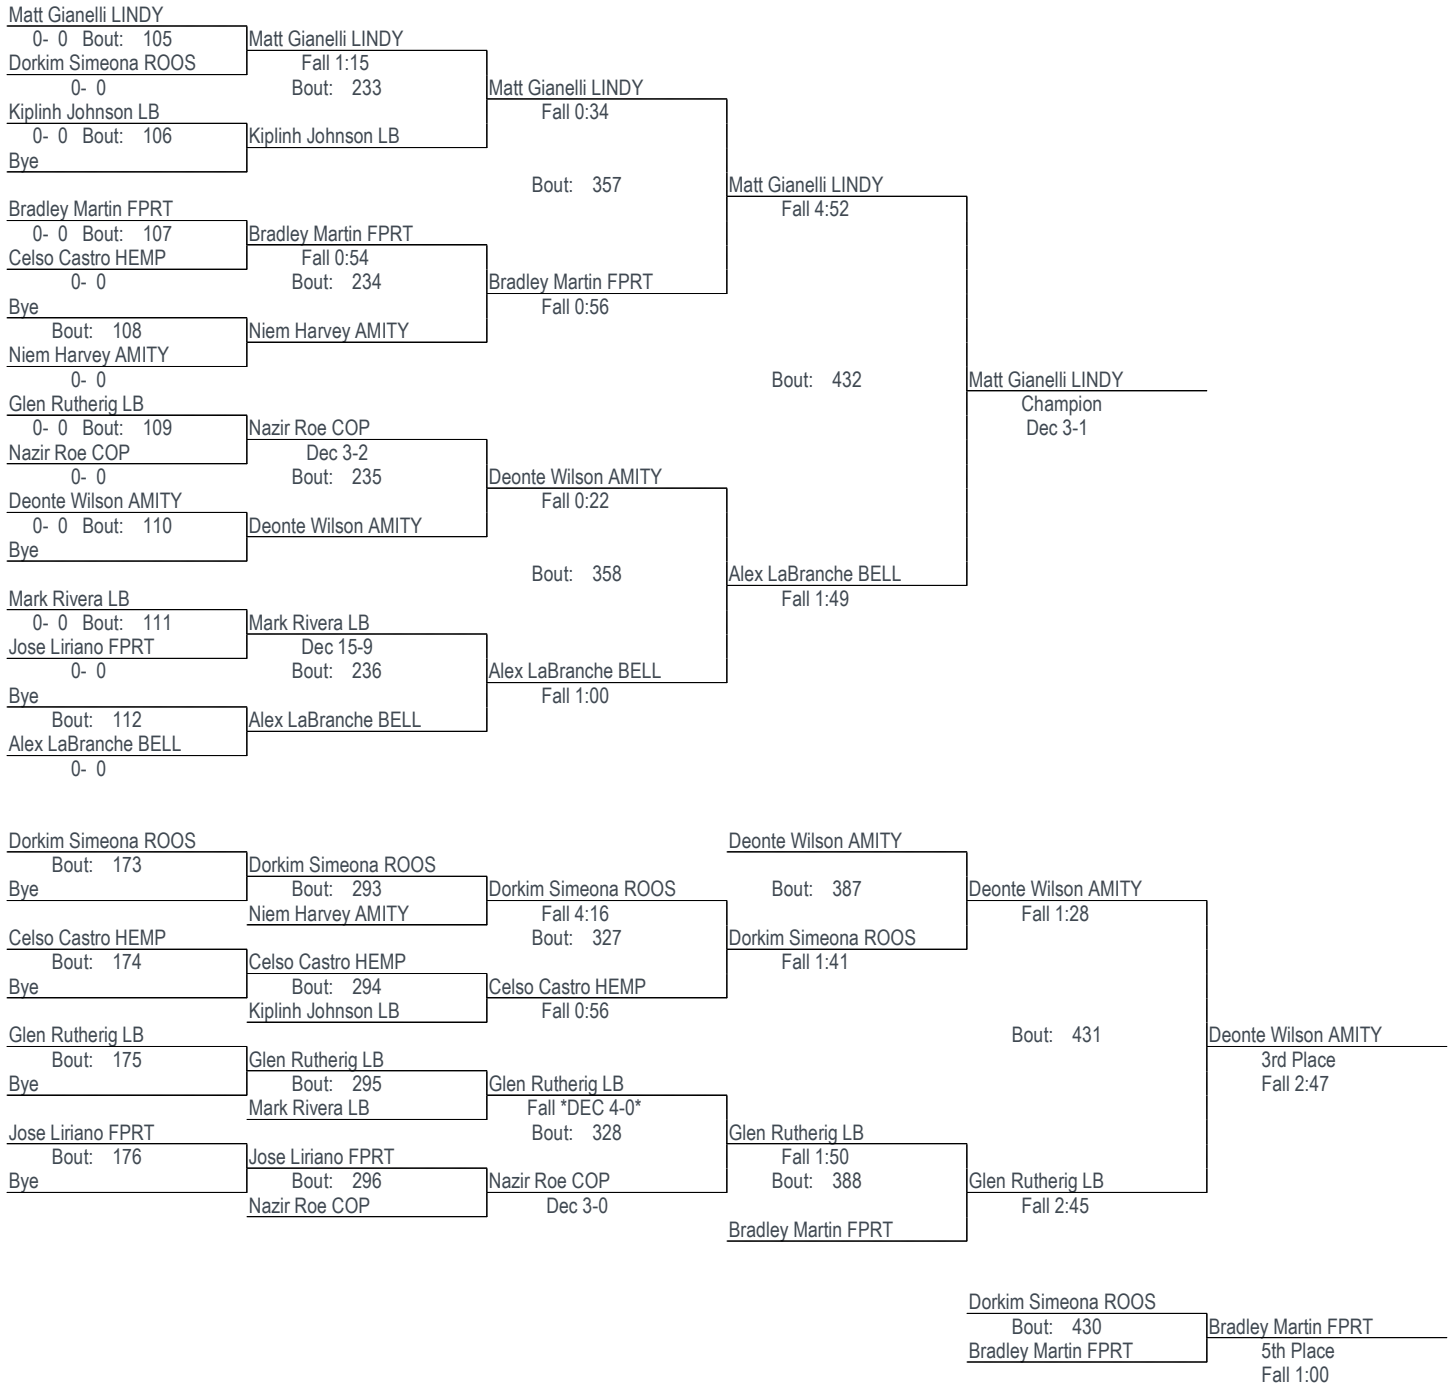 Matt Gianelli LINDY
0- 0 Bout: 105
Dorkim Simeona ROOS
0- 0
Kiplinh Johnson LB
0- 0 Bout: 106
Bye
Bradley Martin FPRT
0- 0 Bout: 107
Celso Castro HEMP
0- 0
Bye
Bout: 108
Niem Harvey AMITY
0- 0
Glen Rutherig LB
0- 0 Bout: 109
Nazir Roe COP
0- 0
Deonte Wilson AMITY
0- 0 Bout: 110
Bye
Mark Rivera LB
0- 0 Bout: 111
Jose Liriano FPRT
0- 0
Bye
Bout: 112
Alex LaBranche BELL
0- 0
Matt Gianelli LINDY
Fall 1:15
Bout: 233
Kiplinh Johnson LB
Bradley Martin FPRT
Fall 0:54
Bout: 234
Niem Harvey AMITY
Nazir Roe COP
Dec 3-2
Bout: 235
Deonte Wilson AMITY
Mark Rivera LB
Dec 15-9
Bout: 236
Alex LaBranche BELL
Matt Gianelli LINDY
Fall 0:34
Bout: 357
Bradley Martin FPRT
Fall 0:56
Deonte Wilson AMITY
Fall 0:22
Bout: 358
Alex LaBranche BELL
Fall 1:00
Matt Gianelli LINDY
Fall 4:52
Bout: 432
Alex LaBranche BELL
Fall 1:49
Matt Gianelli LINDY
Champion
Dec 3-1
Dorkim Simeona ROOS
Bout: 173
Bye
Celso Castro HEMP
Bout: 174
Bye
Glen Rutherig LB
Bout: 175
Bye
Jose Liriano FPRT
Bout: 176
Bye
Dorkim Simeona ROOS
Bout: 293
Niem Harvey AMITY
Celso Castro HEMP
Bout: 294
Kiplinh Johnson LB
Glen Rutherig LB
Bout: 295
Mark Rivera LB
Jose Liriano FPRT
Bout: 296
Nazir Roe COP
Dorkim Simeona ROOS
Fall 4:16
Bout: 327
Celso Castro HEMP
Fall 0:56
Glen Rutherig LB
Fall *DEC 4-0*
Bout: 328
Nazir Roe COP
Dec 3-0
Deonte Wilson AMITY
Bout: 387
Dorkim Simeona ROOS
Fall 1:41
Glen Rutherig LB
Fall 1:50
Bout: 388
Bradley Martin FPRT
Deonte Wilson AMITY
Fall 1:28
Bout: 431
Glen Rutherig LB
Fall 2:45
Deonte Wilson AMITY
3rd Place
Fall 2:47
Dorkim Simeona ROOS
Bout: 430
Bradley Martin FPRT
Bradley Martin FPRT
5th Place
Fall 1:00